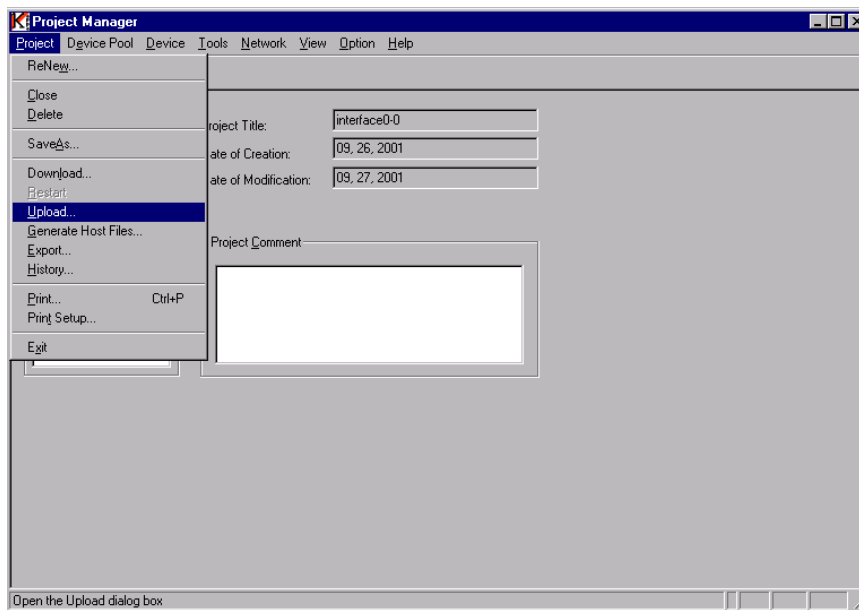 Project Manager
Project Device Pool Device Tools Network View Option Help
ReNew...
Close
Delete
SaveAs...
Download...
Restart
Upload...
Generate Host Files...
Export...
History...
Print... Ctrl+P
Print Setup...
Exit
roject Title: interface0-0
ate of Creation: 09, 26, 2001
ate of Modification: 09, 27, 2001
Project Comment
Open the Upload dialog box